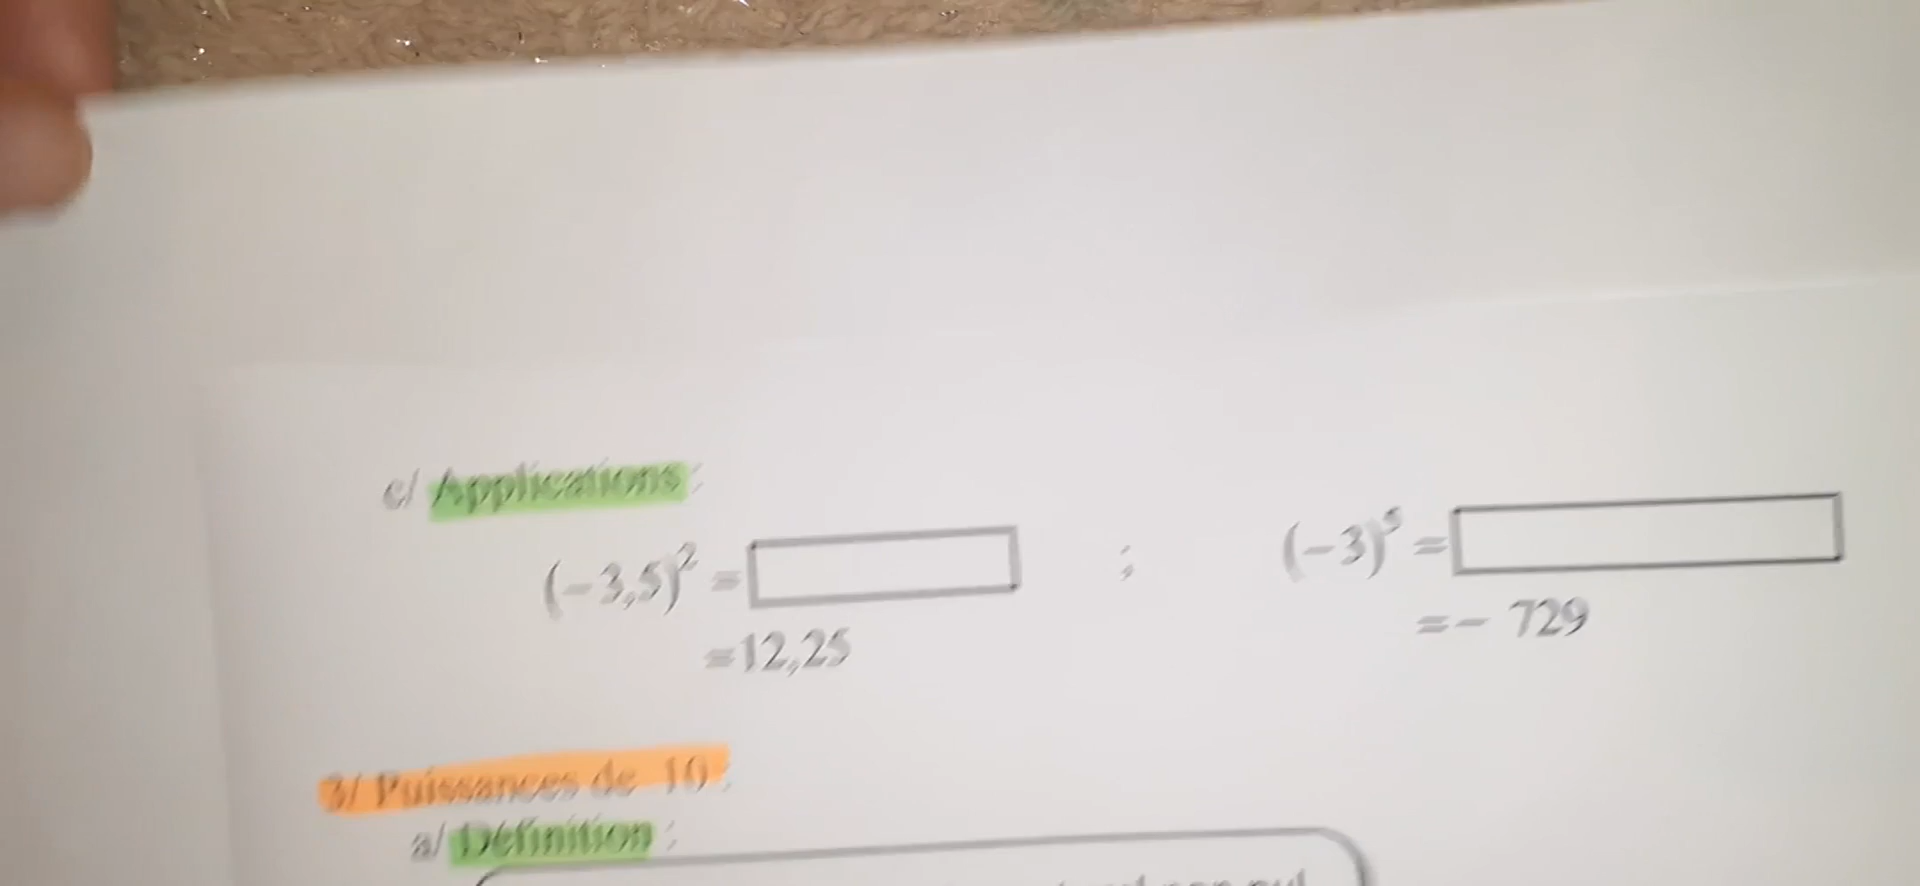 c/ Applications :
(-3,5)² = ; (-3)⁵ =
=12,25 =- 729
3/ Puissances de 10 :
a/ Définition :